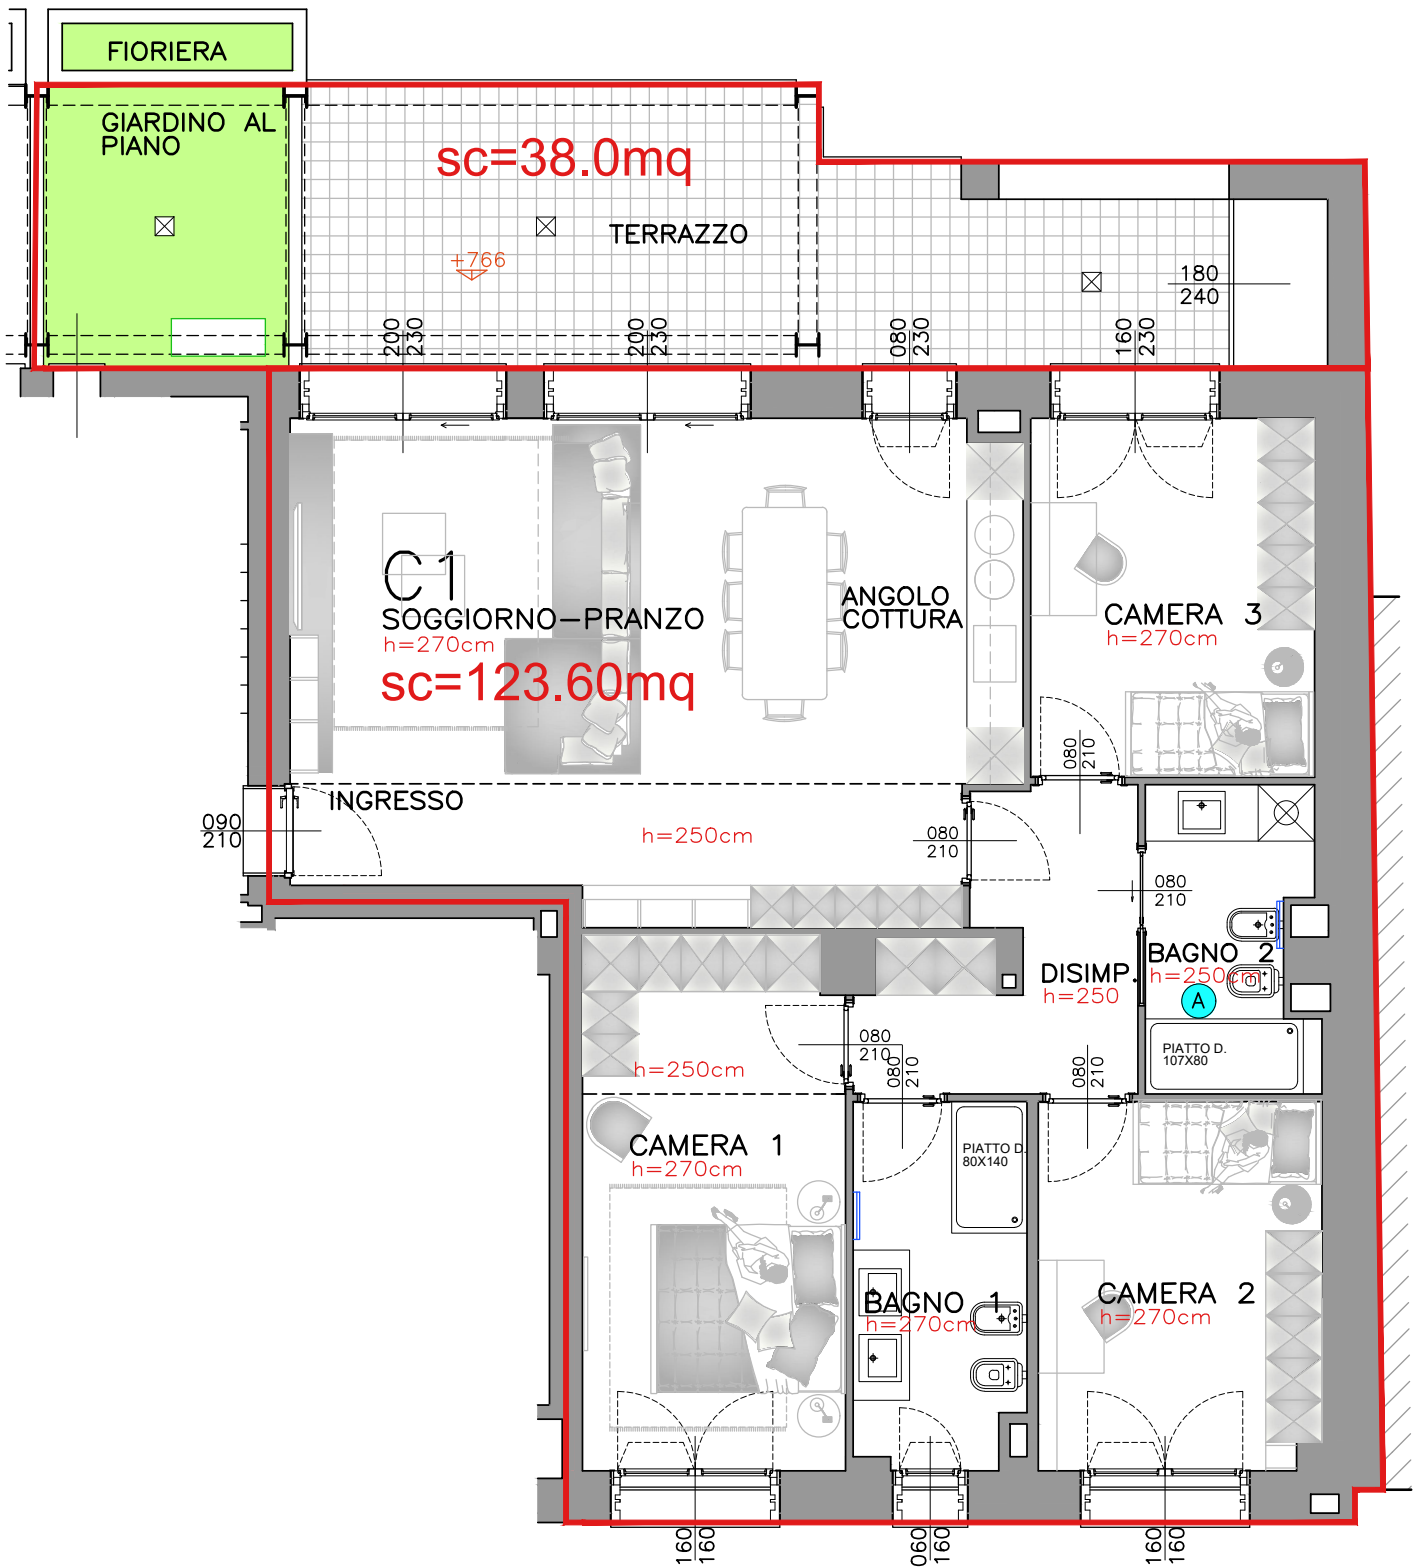 FIORIERA
GIARDINO AL
PIANO
sc=38.0mq
TERRAZZO
+766
180
240
200
230
200
230
080
230
160
230
C1
SOGGIORNO-PRANZO
h=270cm
sc=123.60mq
ANGOLO
COTTURA
CAMERA 3
h=270cm
080
210
INGRESSO
090
210
h=250cm
080
210
080
210
BAGNO 2
h=250cm
A
DISIMP.
h=250
PIATTO D.
107X80
080
210
080
210
080
210
h=250cm
CAMERA 1
h=270cm
PIATTO D.
80X140
BAGNO 1
h=270cm
CAMERA 2
h=270cm
160
160
060
160
160
160